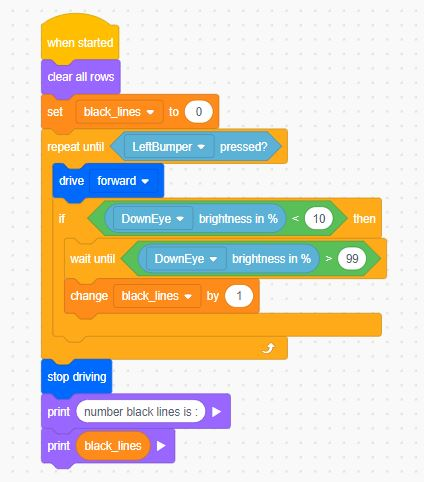 when started
clear all rows
set black_lines to 0
repeat until LeftBumper pressed?
drive forward
if DownEye brightness in % < 10 then
wait until DownEye brightness in % > 99
change black_lines by 1
stop driving
print number black lines is :
print black_lines